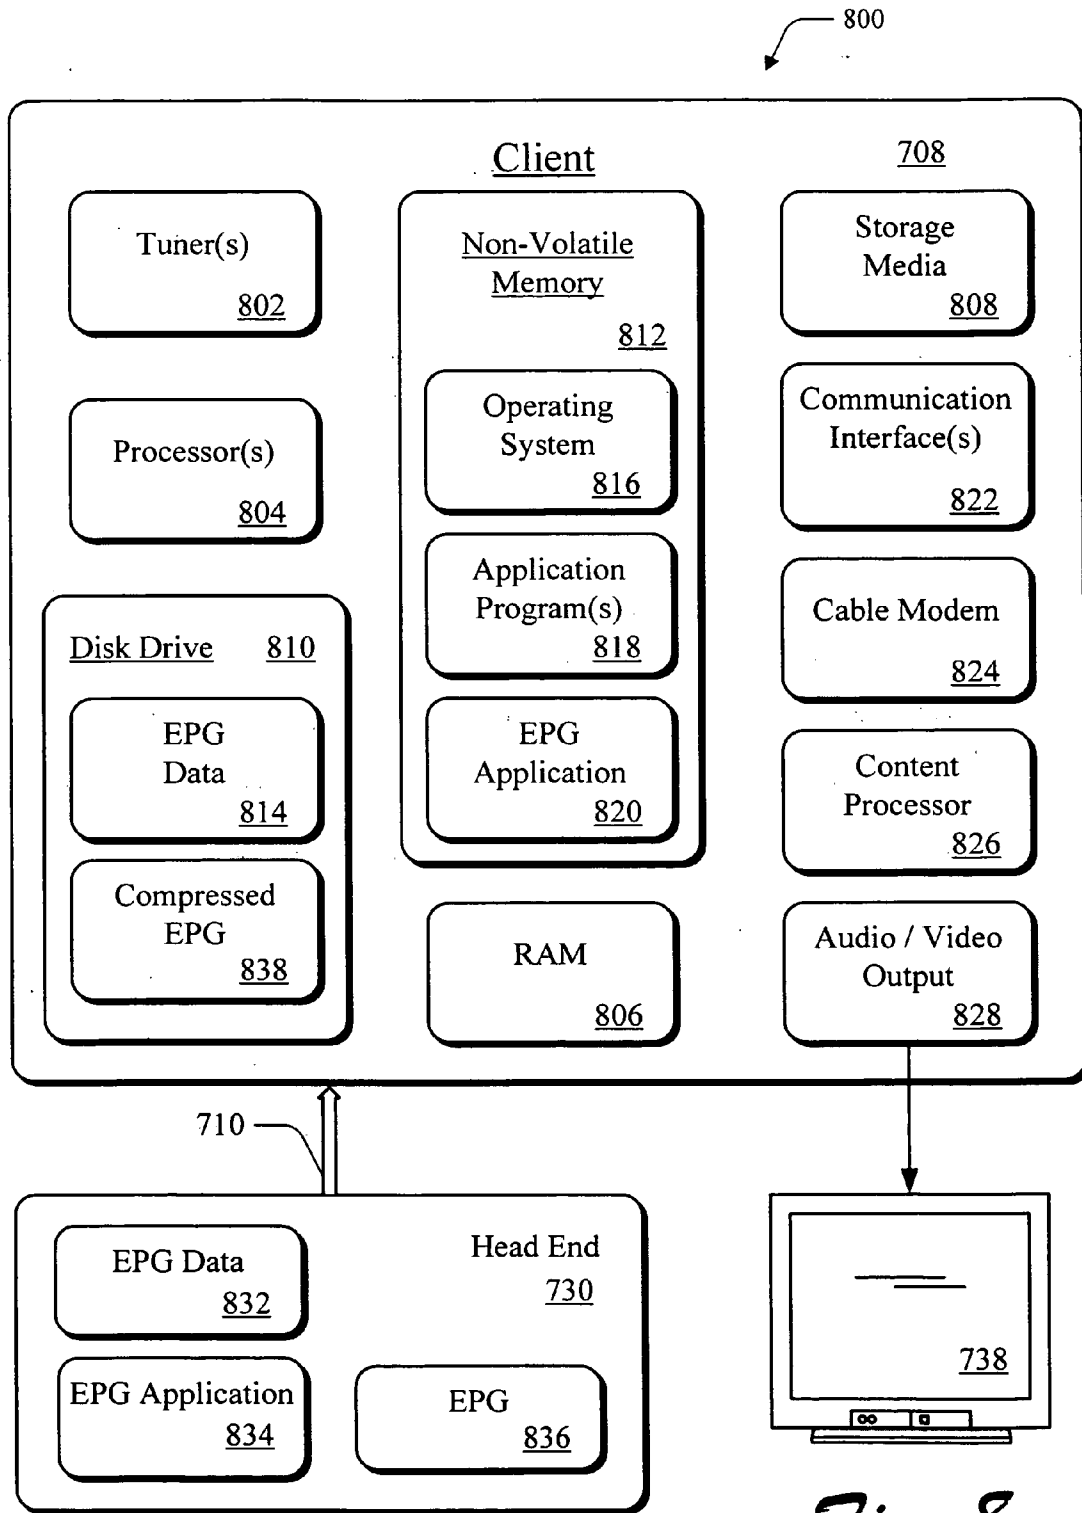 800
Client
708
Tuner(s)
802
Non-Volatile
Memory
812
Storage
Media
808
Processor(s)
804
Operating
System
816
Communication
Interface(s)
822
Application
Program(s)
818
Cable Modem
824
Disk Drive 810
EPG
Data
814
EPG
Application
820
Content
Processor
826
Compressed
EPG
838
RAM
806
Audio / Video
Output
828
710
Head End
730
EPG Data
832
EPG Application
834
EPG
836
738